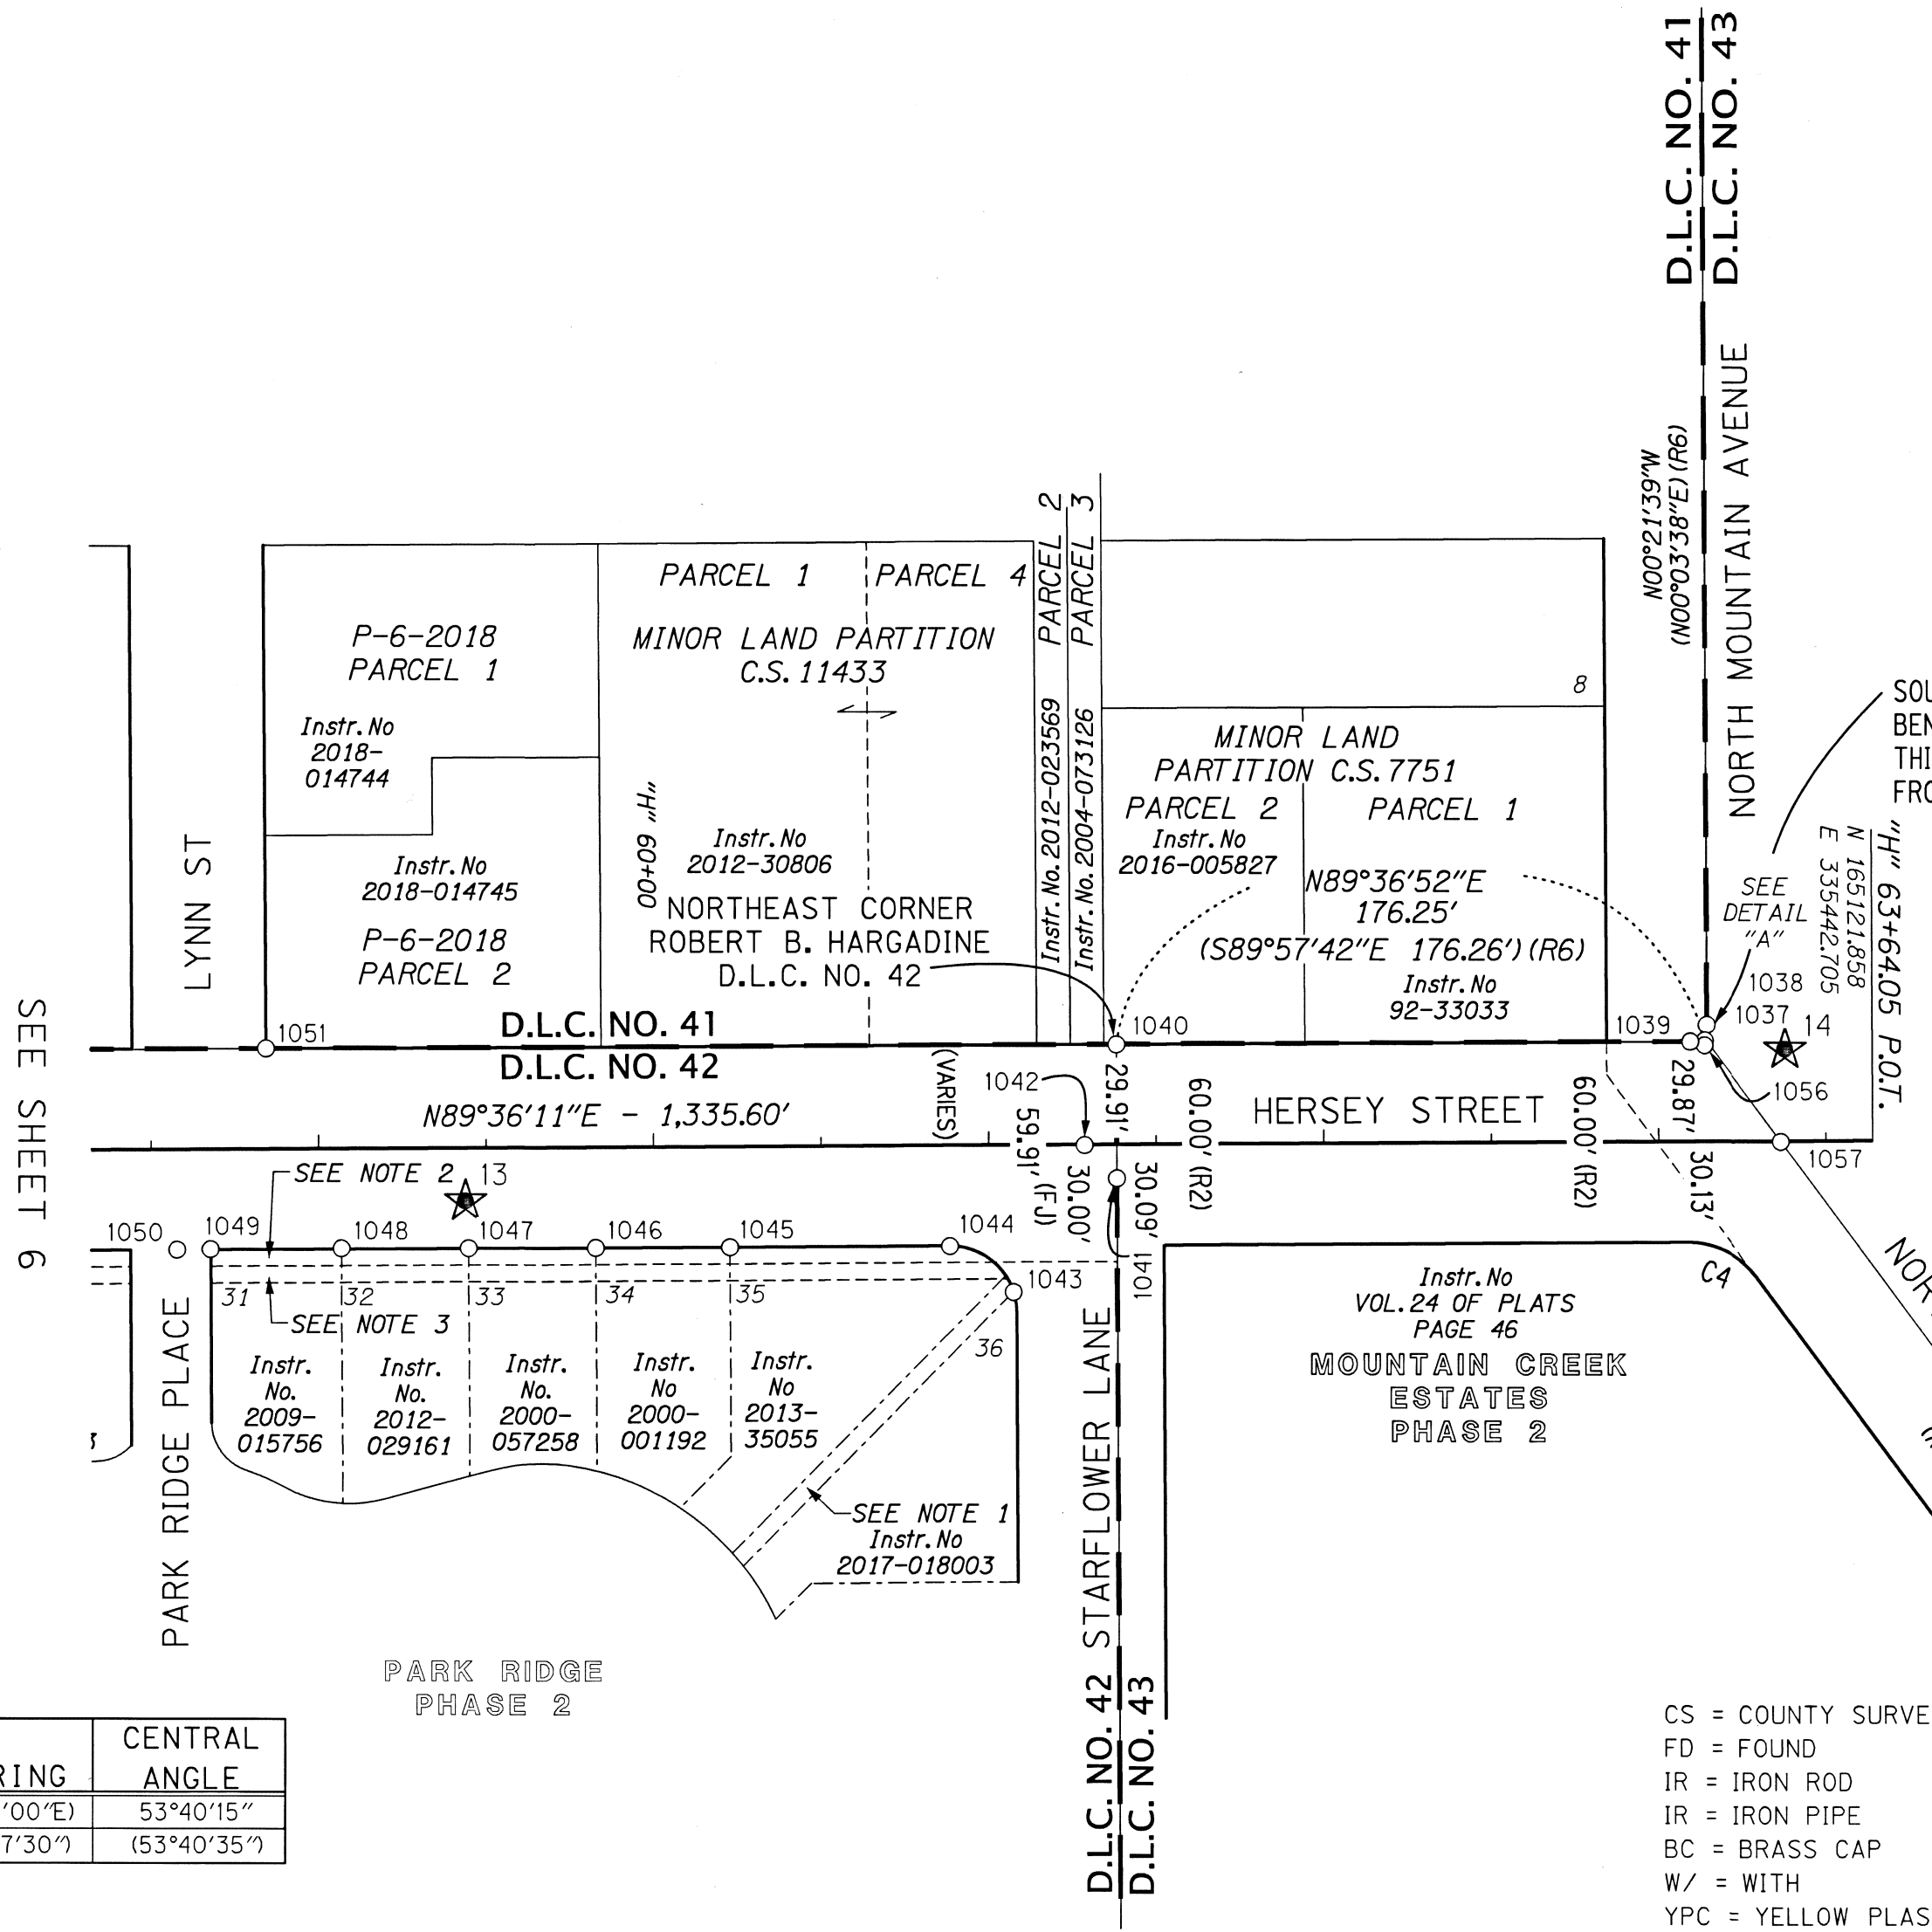 D.L.C. NO. 41
D.L.C. NO. 43
NORTH MOUNTAIN AVENUE
N00°21'39"W
(N00°03'38"E)(R6)
PARCEL 1
PARCEL 4
MINOR LAND PARTITION
C.S. 11433
Instr. No
2012-30806
"H" 60+00
PARCEL 2
Instr. No. 2012-023569
PARCEL 3
Instr. No. 2004-073126
P-6-2018
PARCEL 1
Instr. No
2018-
014744
Instr. No
2018-014745
P-6-2018
PARCEL 2
LYNN ST
8
MINOR LAND
PARTITION C.S. 7751
PARCEL 2
PARCEL 1
Instr. No
2016-005827
N89°36'52"E
176.25'
(S89°57'42"E 176.26')(R6)
Instr. No
92-33033
NORTHEAST CORNER
ROBERT B. HARGADINE
D.L.C. NO. 42
SEE
DETAIL
"A"
"H" 63+64.05 P.O.T.
N 165121.858
E 335442.705
1038
1037
14
1039
1040
1051
1056
1057
D.L.C. NO. 41
D.L.C. NO. 42
N89°36'11"E - 1,335.60'
(VARIES)
1042
59.91' (FJ)
29.91'
30.00'
30.09'
60.00' (R2)
HERSEY STREET
60.00' (R2)
29.87'
30.13'
SEE SHEET 6
SEE NOTE 2
13
1050
1049
1048
1047
1046
1045
1044
1043
1041
31
32
33
34
35
36
SEE NOTE 3
Instr.
No.
2009-
015756
Instr.
No.
2012-
029161
Instr.
No.
2000-
057258
Instr.
No
2000-
001192
Instr.
No
2013-
35055
SEE NOTE 1
Instr. No
2017-018003
PARK RIDGE PLACE
STARFLOWER LANE
D.L.C. NO. 42
D.L.C. NO. 43
PARK RIDGE
PHASE 2
Instr. No
VOL. 24 OF PLATS
PAGE 46
MOUNTAIN CREEK
ESTATES
PHASE 2
C4
CENTRAL
ANGLE
'00"E) 53°40'15"
7'30") (53°40'35")
CS = COUNTY SURVE
FD = FOUND
IR = IRON ROD
IR = IRON PIPE
BC = BRASS CAP
W/ = WITH
YPC = YELLOW PLAS